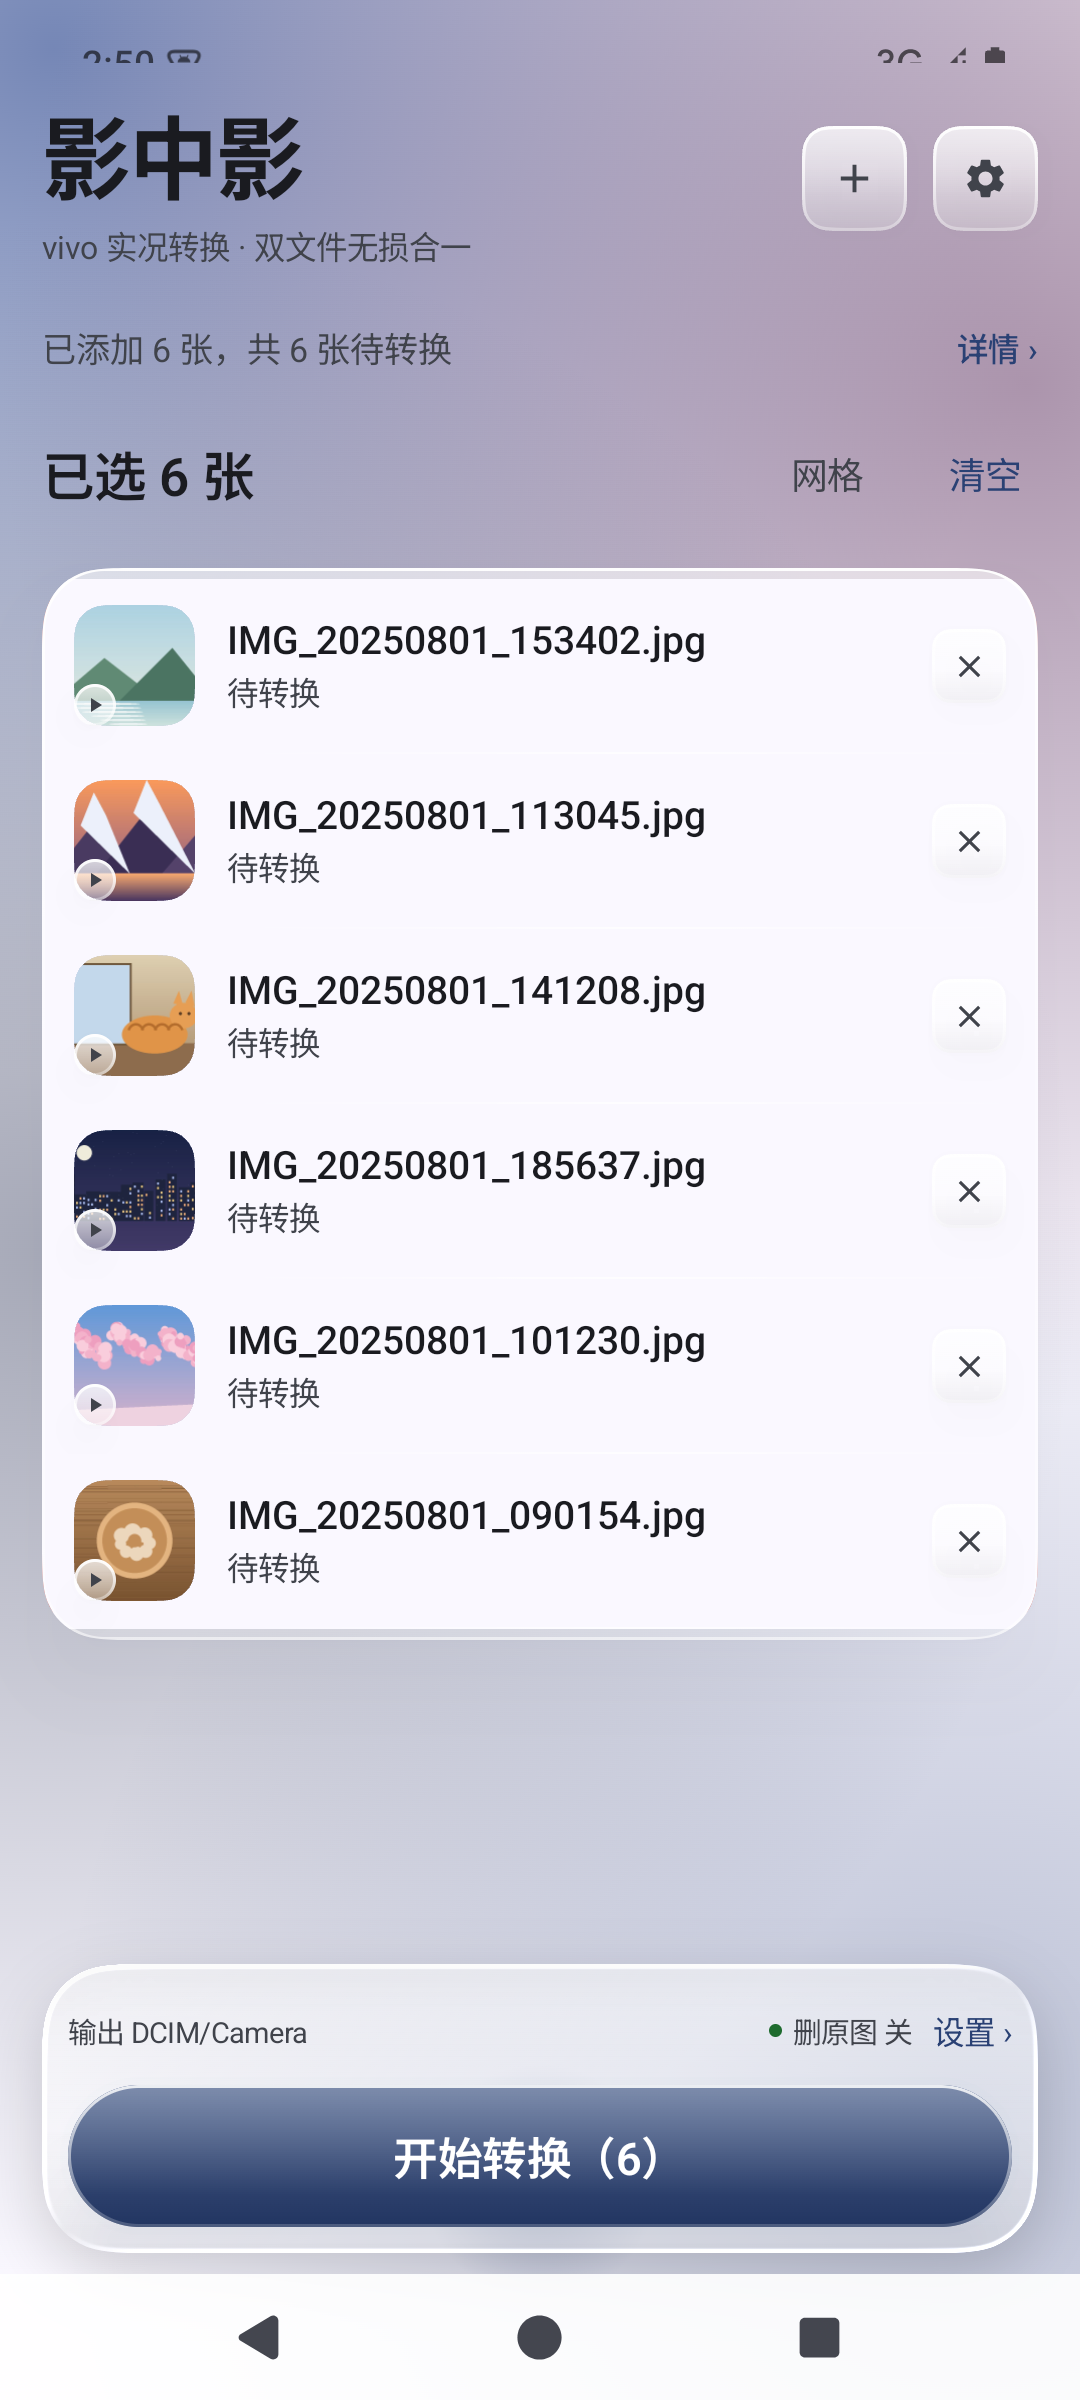 2:50
3G
影中影
vivo 实况转换 · 双文件无损合一
已添加 6 张，共 6 张待转换
详情 ›
已选 6 张
网格
清空
IMG_20250801_153402.jpg
待转换
IMG_20250801_113045.jpg
待转换
IMG_20250801_141208.jpg
待转换
IMG_20250801_185637.jpg
待转换
IMG_20250801_101230.jpg
待转换
IMG_20250801_090154.jpg
待转换
输出 DCIM/Camera
删原图 关
设置 ›
开始转换（6）